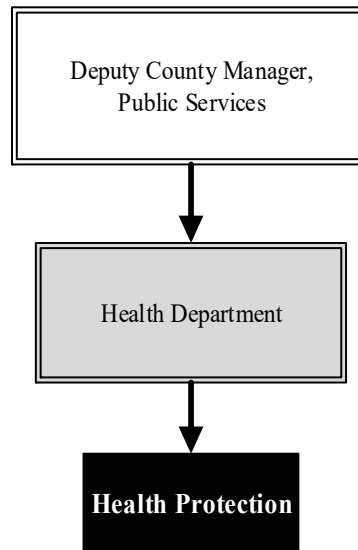 Deputy County Manager,
Public Services
Health Department
Health Protection